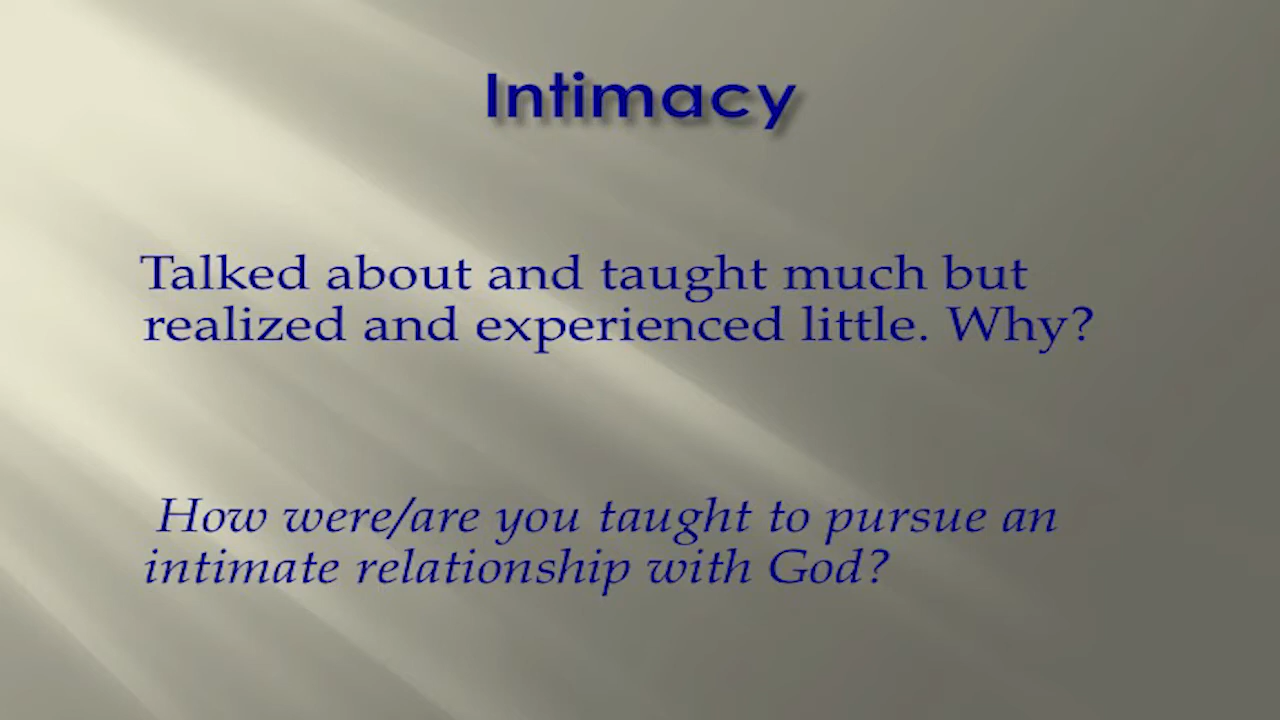 Intimacy
Talked about and taught much but
realized and experienced little. Why?
How were/are you taught to pursue an
intimate relationship with God?